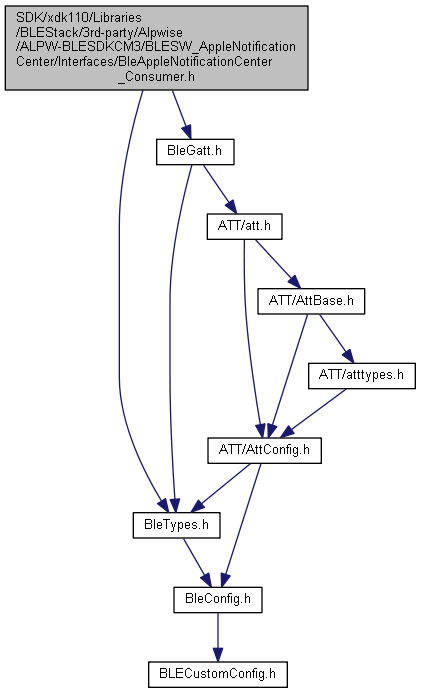 SDK/xdk110/Libraries
/BLEStack/3rd-party/Alpwise
/ALPW-BLESDKCM3/BLESW_AppleNotification
Center/Interfaces/BleAppleNotificationCenter
_Consumer.h
BleGatt.h
ATT/att.h
ATT/AttBase.h
ATT/atttypes.h
ATT/AttConfig.h
BleTypes.h
BleConfig.h
BLECustomConfig.h